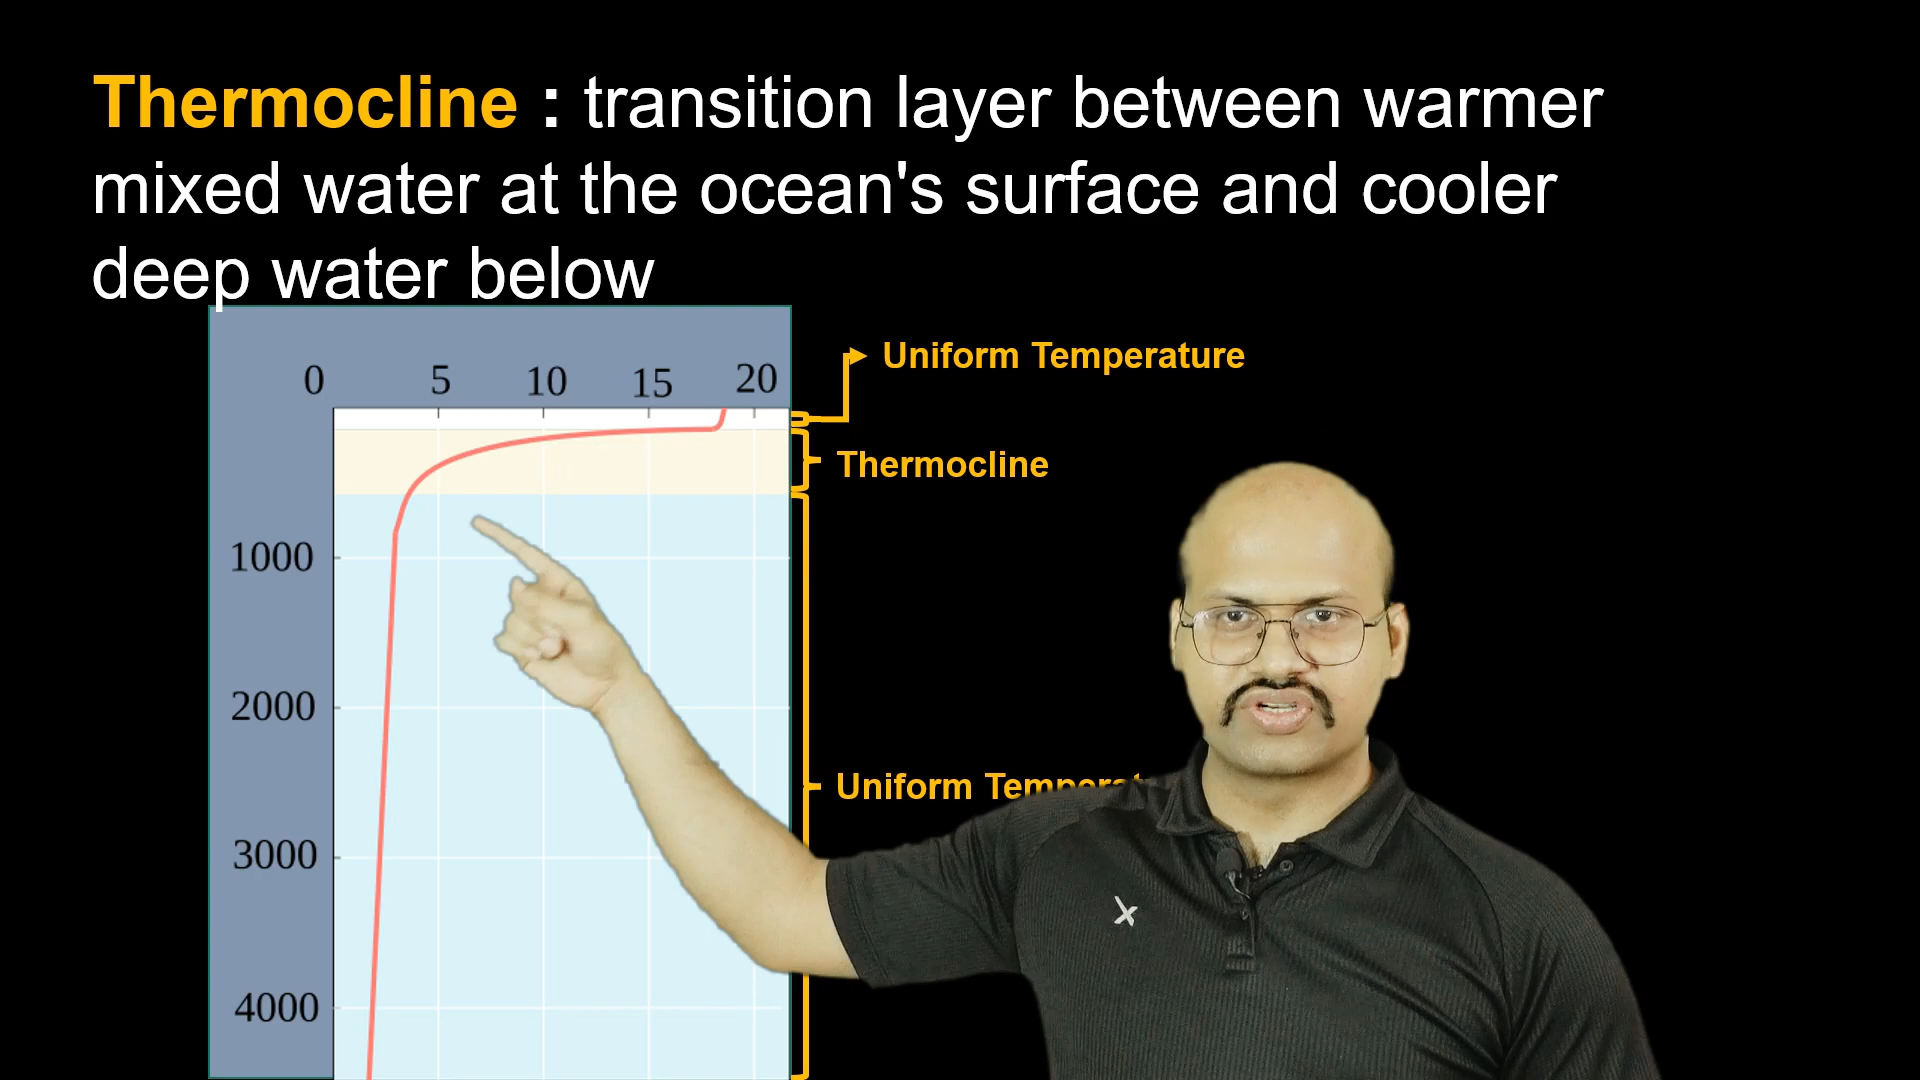 Thermocline : transition layer between warmer
mixed water at the ocean's surface and cooler
deep water below
0 5 10 15 20
Uniform Temperature
Thermocline
1000
2000
Uniform
3000
4000